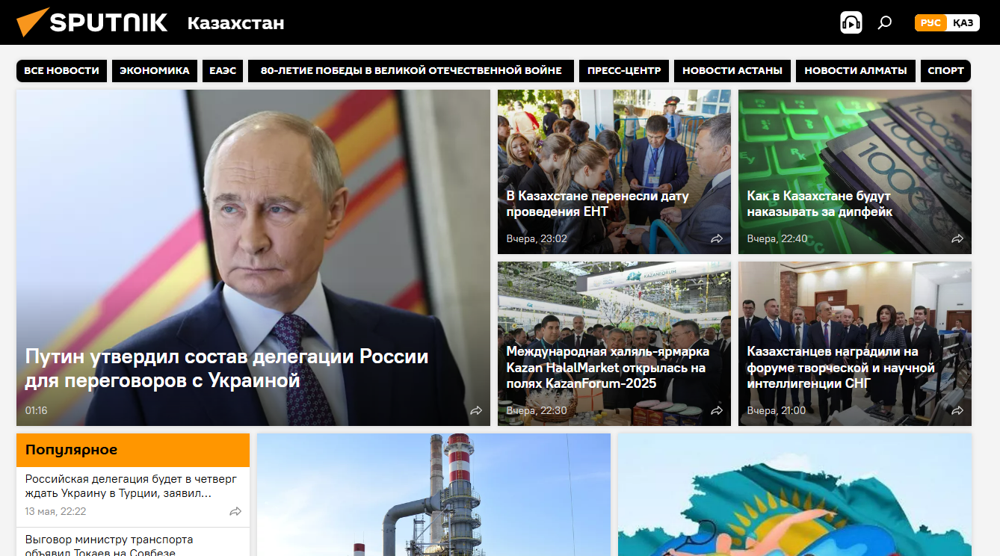 SPUTNIK Казахстан
РУС ҚАЗ
ВСЕ НОВОСТИ
ЭКОНОМИКА
ЕАЭС
80-ЛЕТИЕ ПОБЕДЫ В ВЕЛИКОЙ ОТЕЧЕСТВЕННОЙ ВОЙНЕ
ПРЕСС-ЦЕНТР
НОВОСТИ АСТАНЫ
НОВОСТИ АЛМАТЫ
СПОРТ
Путин утвердил состав делегации России
для переговоров с Украиной
01:16
В Казахстане перенесли дату
проведения ЕНТ
Вчера, 23:02
1000
1000
Как в Казахстане будут
наказывать за дипфейк
Вчера, 22:40
KAZANFORUM
Международная халяль-ярмарка
Kazan HalalMarket открылась на
полях KazanForum-2025
Вчера, 22:30
Казахстанцев наградили на
форуме творческой и научной
интеллигенции СНГ
Вчера, 21:00
Популярное
Российская делегация будет в четверг
ждать Украину в Турции, заявил...
13 мая, 22:22
Выговор министру транспорта
объявил Токаев на Совбезе